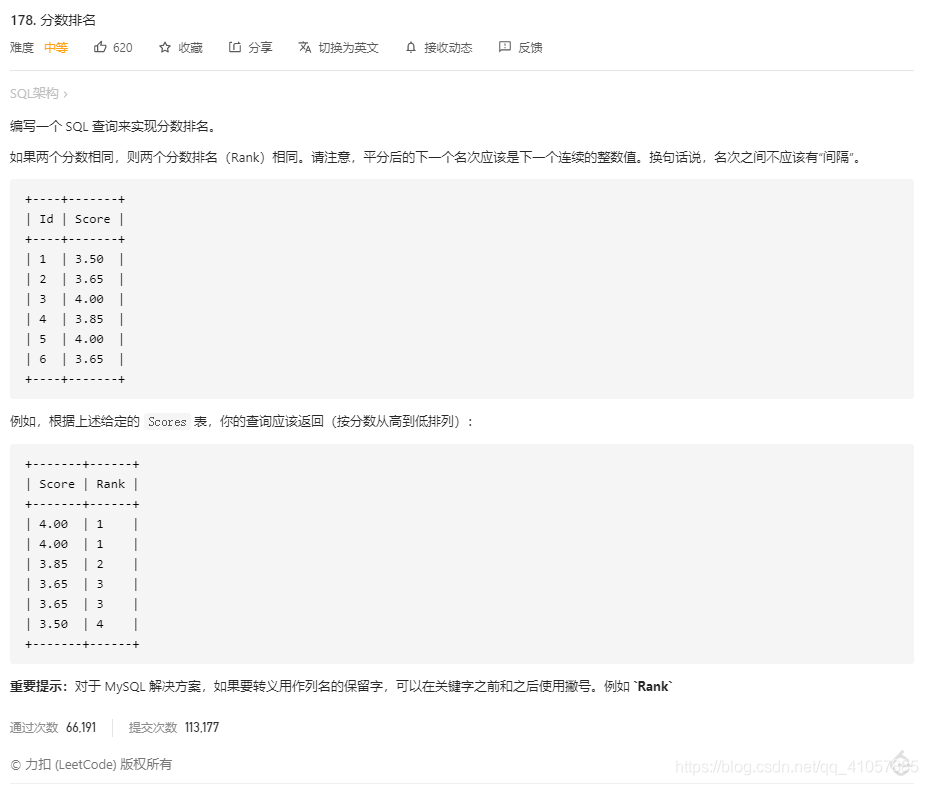 178. 分数排名
难度 中等 620 收藏 分享 切换为英文 接收动态 反馈
SQL架构 ›
编写一个 SQL 查询来实现分数排名。
如果两个分数相同，则两个分数排名（Rank）相同。请注意，平分后的下一个名次应该是下一个连续的整数值。换句话说，名次之间不应该有“间隔”。
+----+-------+
| Id | Score |
+----+-------+
| 1  | 3.50  |
| 2  | 3.65  |
| 3  | 4.00  |
| 4  | 3.85  |
| 5  | 4.00  |
| 6  | 3.65  |
+----+-------+
例如，根据上述给定的 Scores 表，你的查询应该返回（按分数从高到低排列）：
+-------+------+
| Score | Rank |
+-------+------+
| 4.00  | 1    |
| 4.00  | 1    |
| 3.85  | 2    |
| 3.65  | 3    |
| 3.65  | 3    |
| 3.50  | 4    |
+-------+------+
重要提示：对于 MySQL 解决方案，如果要转义用作列名的保留字，可以在关键字之前和之后使用撇号。例如 `Rank`
通过次数 66,191 提交次数 113,177
© 力扣 (LeetCode) 版权所有